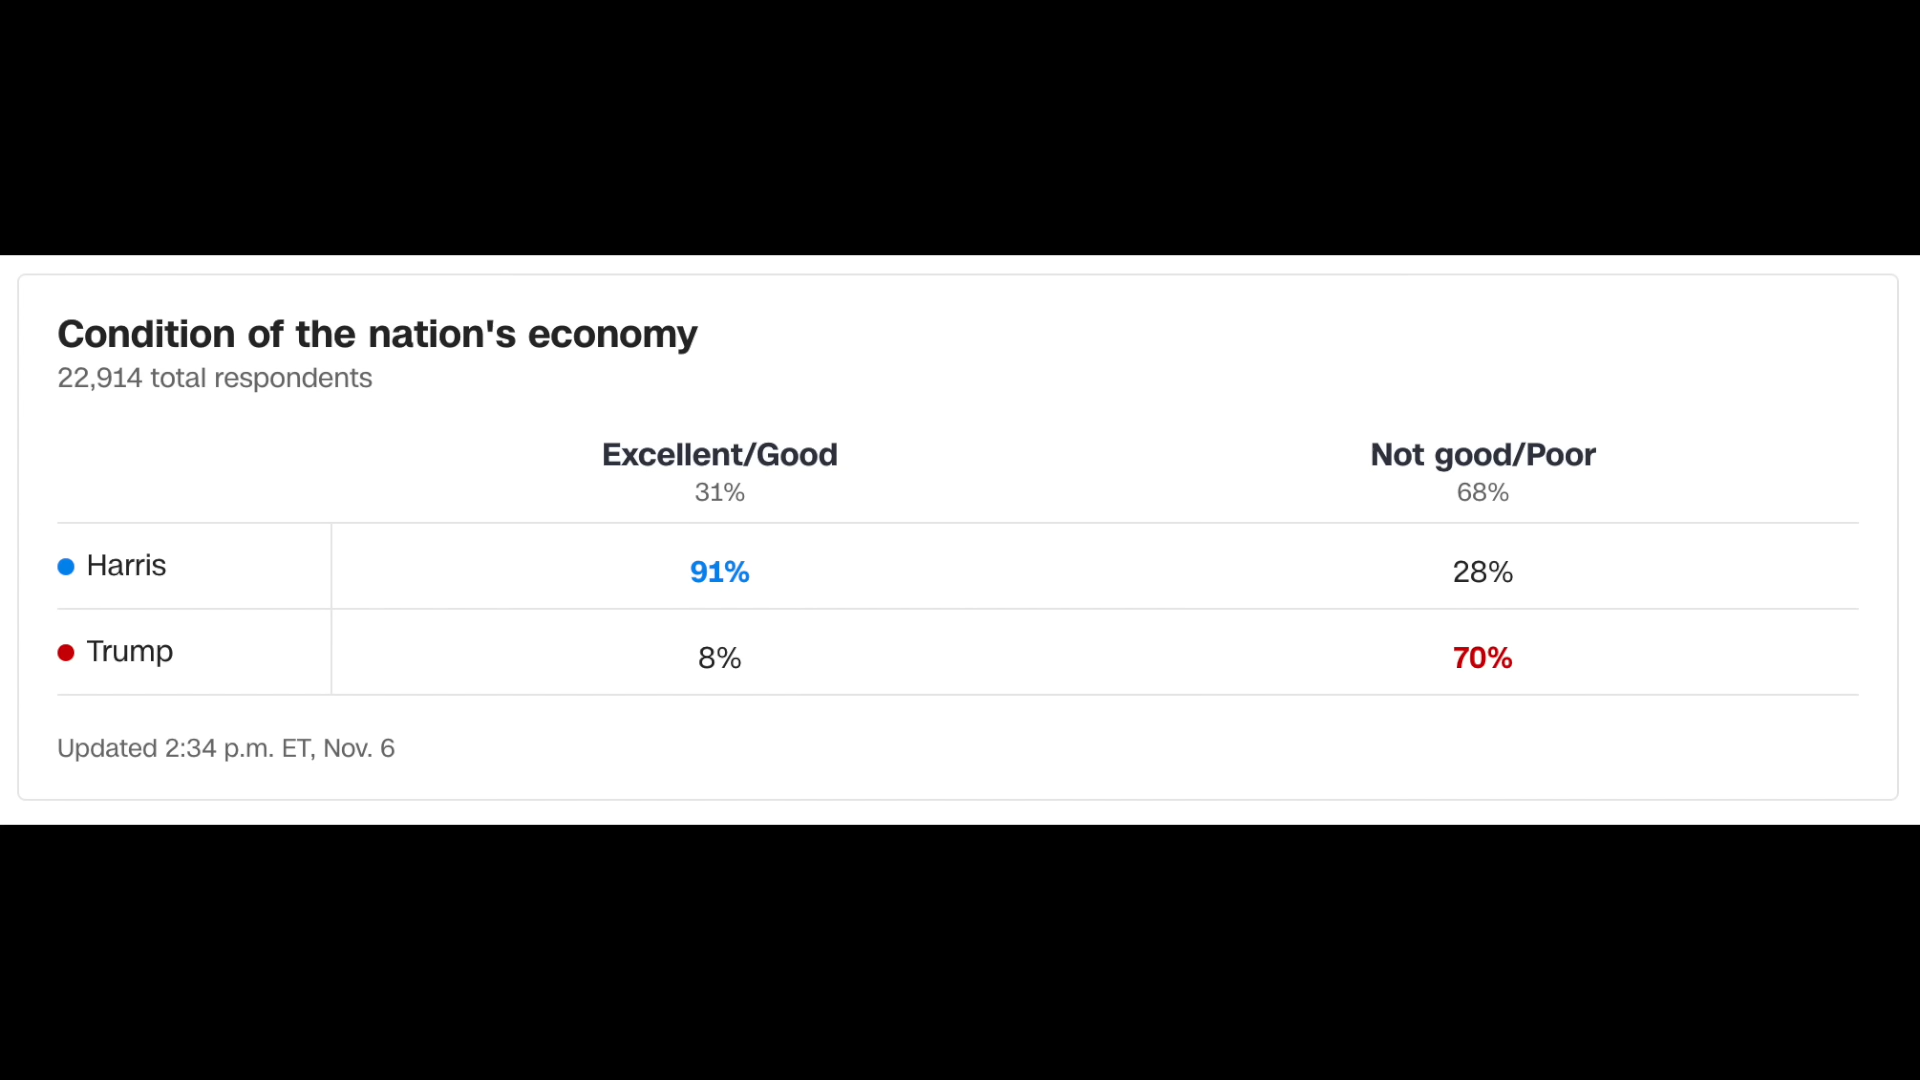 Condition of the nation's economy
22,914 total respondents
Excellent/Good Not good/Poor
31% 68%
Harris 91% 28%
Trump 8% 70%
Updated 2:34 p.m. ET, Nov. 6